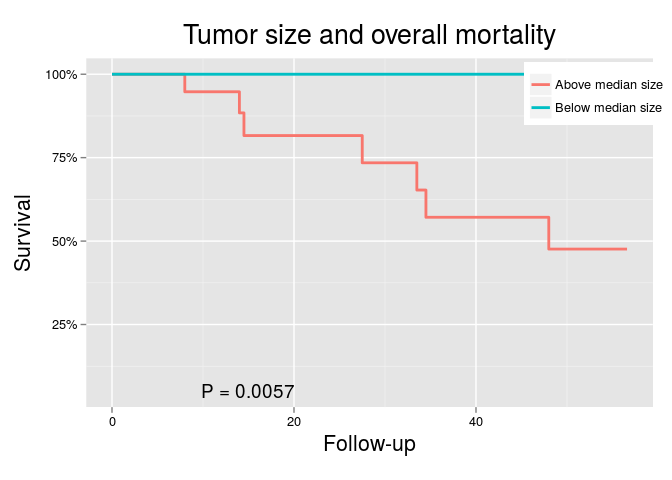 Tumor size and overall mortality
100%
75%
50%
25%
Survival
Above median size
Below median size
P = 0.0057
0
20
40
Follow-up